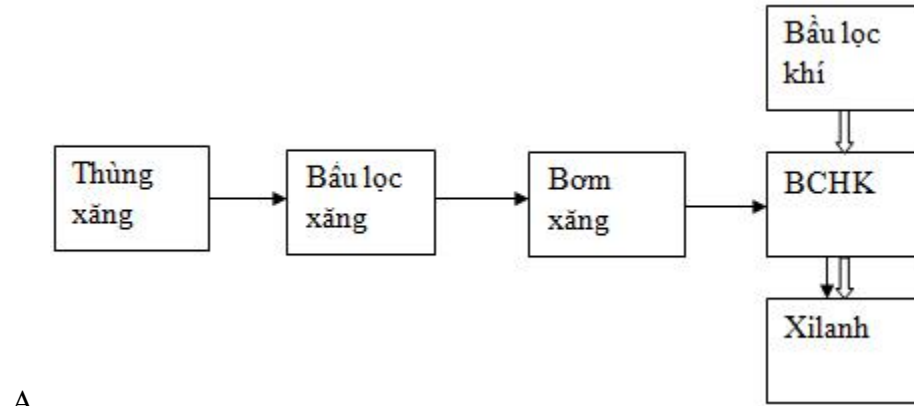 Bầu lọc
khí
Thùng
xăng
Bầu lọc
xăng
Bơm
xăng
BCHK
Xilanh
A